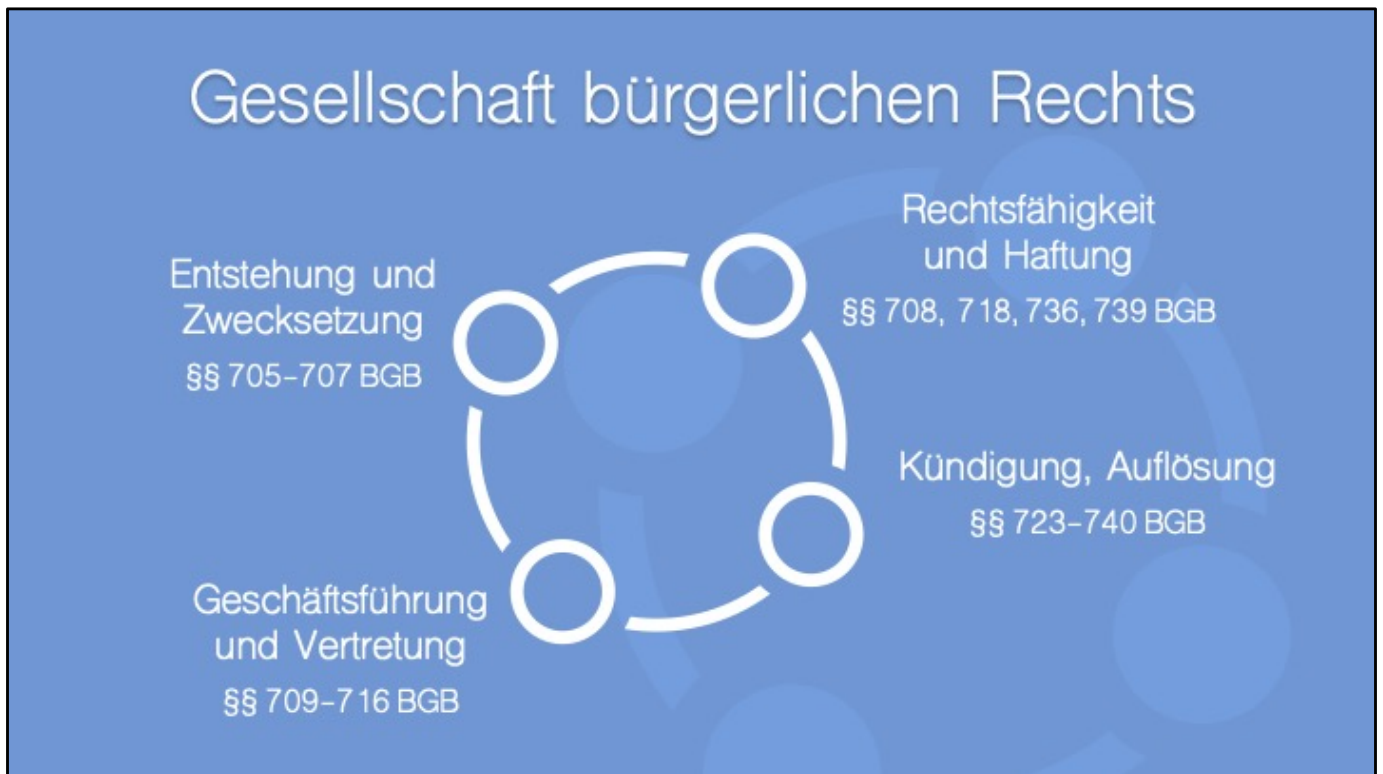 Gesellschaft bürgerlichen Rechts
Entstehung und
Zwecksetzung
§§ 705–707 BGB
Rechtsfähigkeit
und Haftung
§§ 708, 718, 736, 739 BGB
Geschäftsführung
und Vertretung
§§ 709–716 BGB
Kündigung, Auflösung
§§ 723–740 BGB